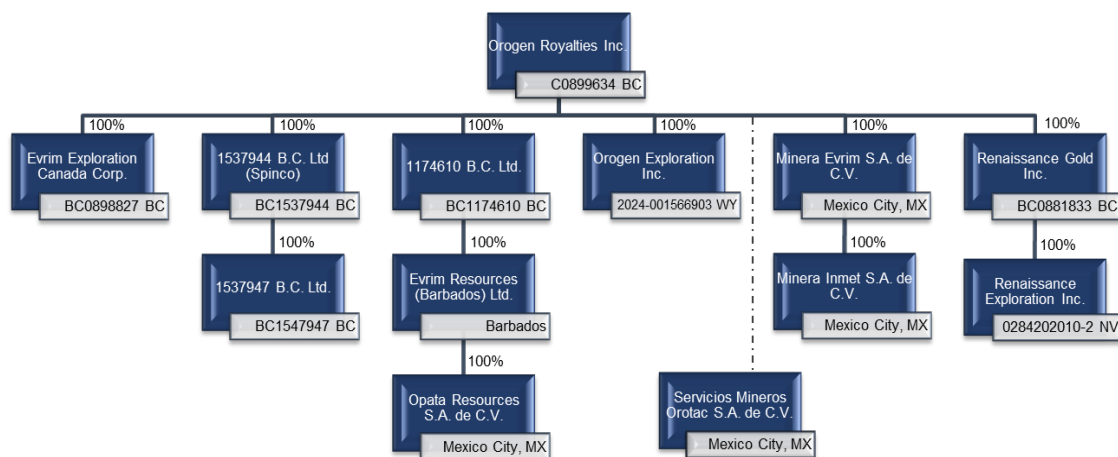 Orogen Royalties Inc.
C0899634 BC
100%
100%
100%
100%
100%
100%
Evrim Exploration
Canada Corp.
BC0898827 BC
1537944 B.C. Ltd
(Spinco)
BC1537944 BC
1174610 B.C. Ltd.
BC1174610 BC
Orogen Exploration
Inc.
2024-001566903 WY
Minera Evrim S.A. de
C.V.
Mexico City, MX
Renaissance Gold
Inc.
BC0881833 BC
100%
100%
100%
100%
1537947 B.C. Ltd.
BC1547947 BC
Evrim Resources
(Barbados) Ltd.
Barbados
Minera Inmet S.A. de
C.V.
Mexico City, MX
Renaissance
Exploration Inc.
0284202010-2 NV
100%
Opata Resources
S.A. de C.V.
Mexico City, MX
Servicios Mineros
Orotac S.A. de C.V.
Mexico City, MX